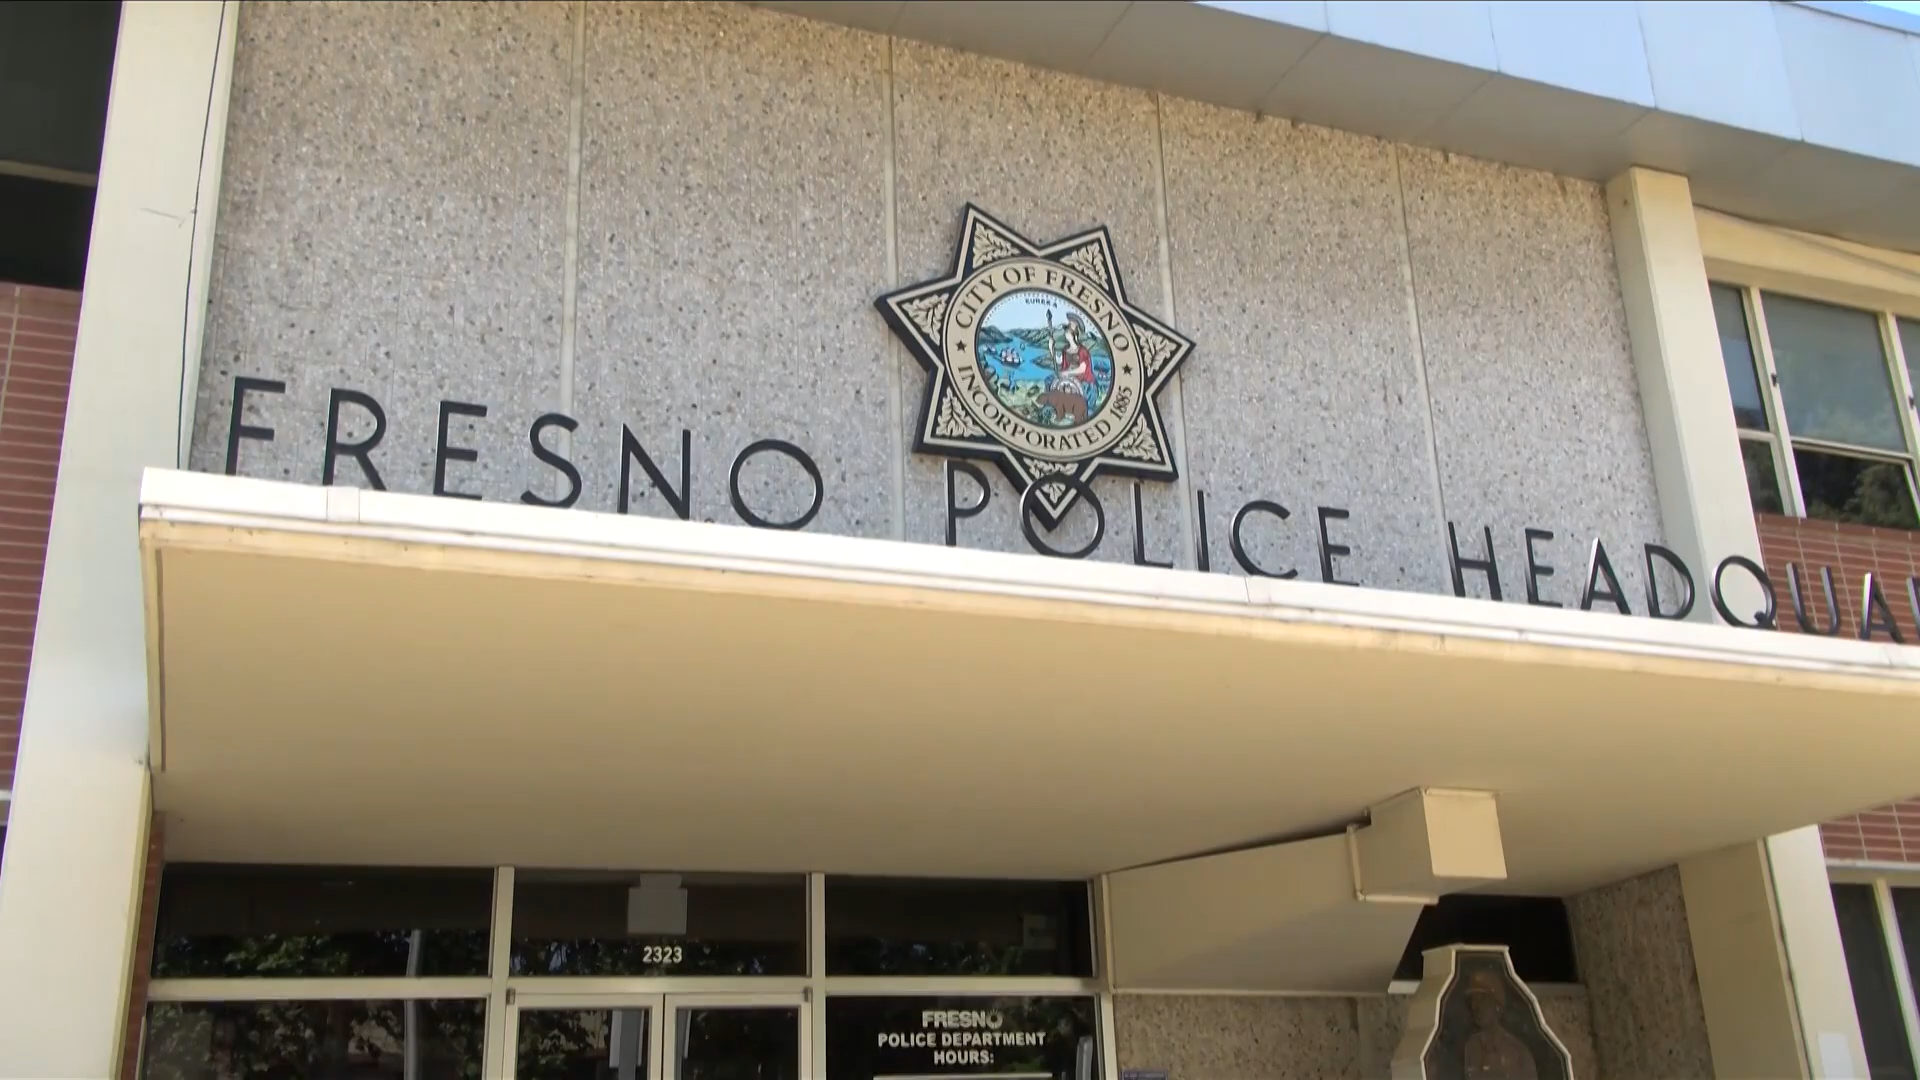 CITY OF FRESNO
EUREKA
INCORPORATED 1885
FRESNO POLICE HEADQUA
2323
FRESNO
POLICE DEPARTMENT
HOURS: